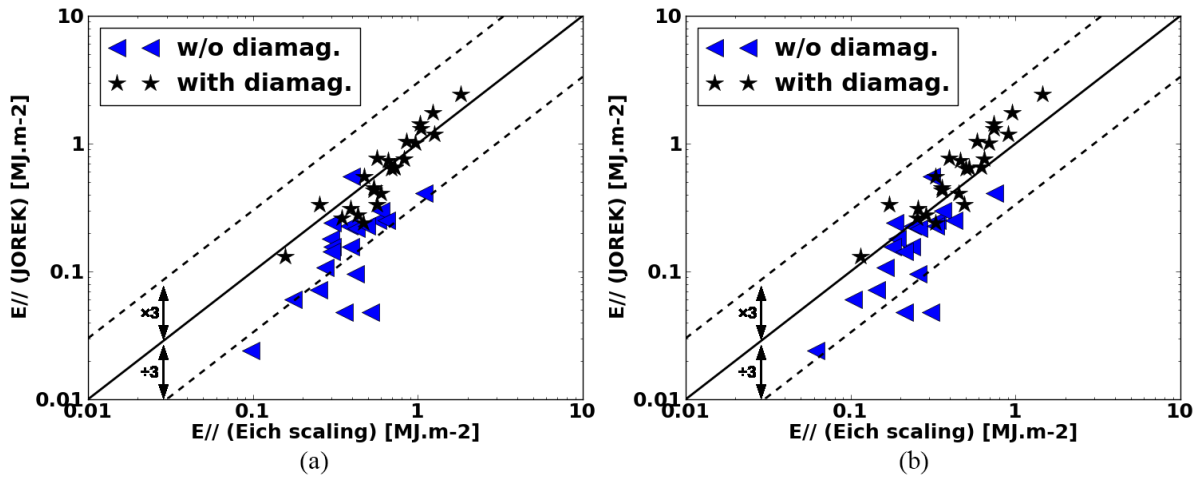 10
1
0.1
0.01
E// (JOREK) [MJ.m-2]
w/o diamag.
with diamag.
×3
÷3
0.01 0.1 1 10
E// (Eich scaling) [MJ.m-2]
(a)
10
1
0.1
0.01
E// (JOREK) [MJ.m-2]
w/o diamag.
with diamag.
×3
÷3
0.01 0.1 1 10
E// (Eich scaling) [MJ.m-2]
(b)